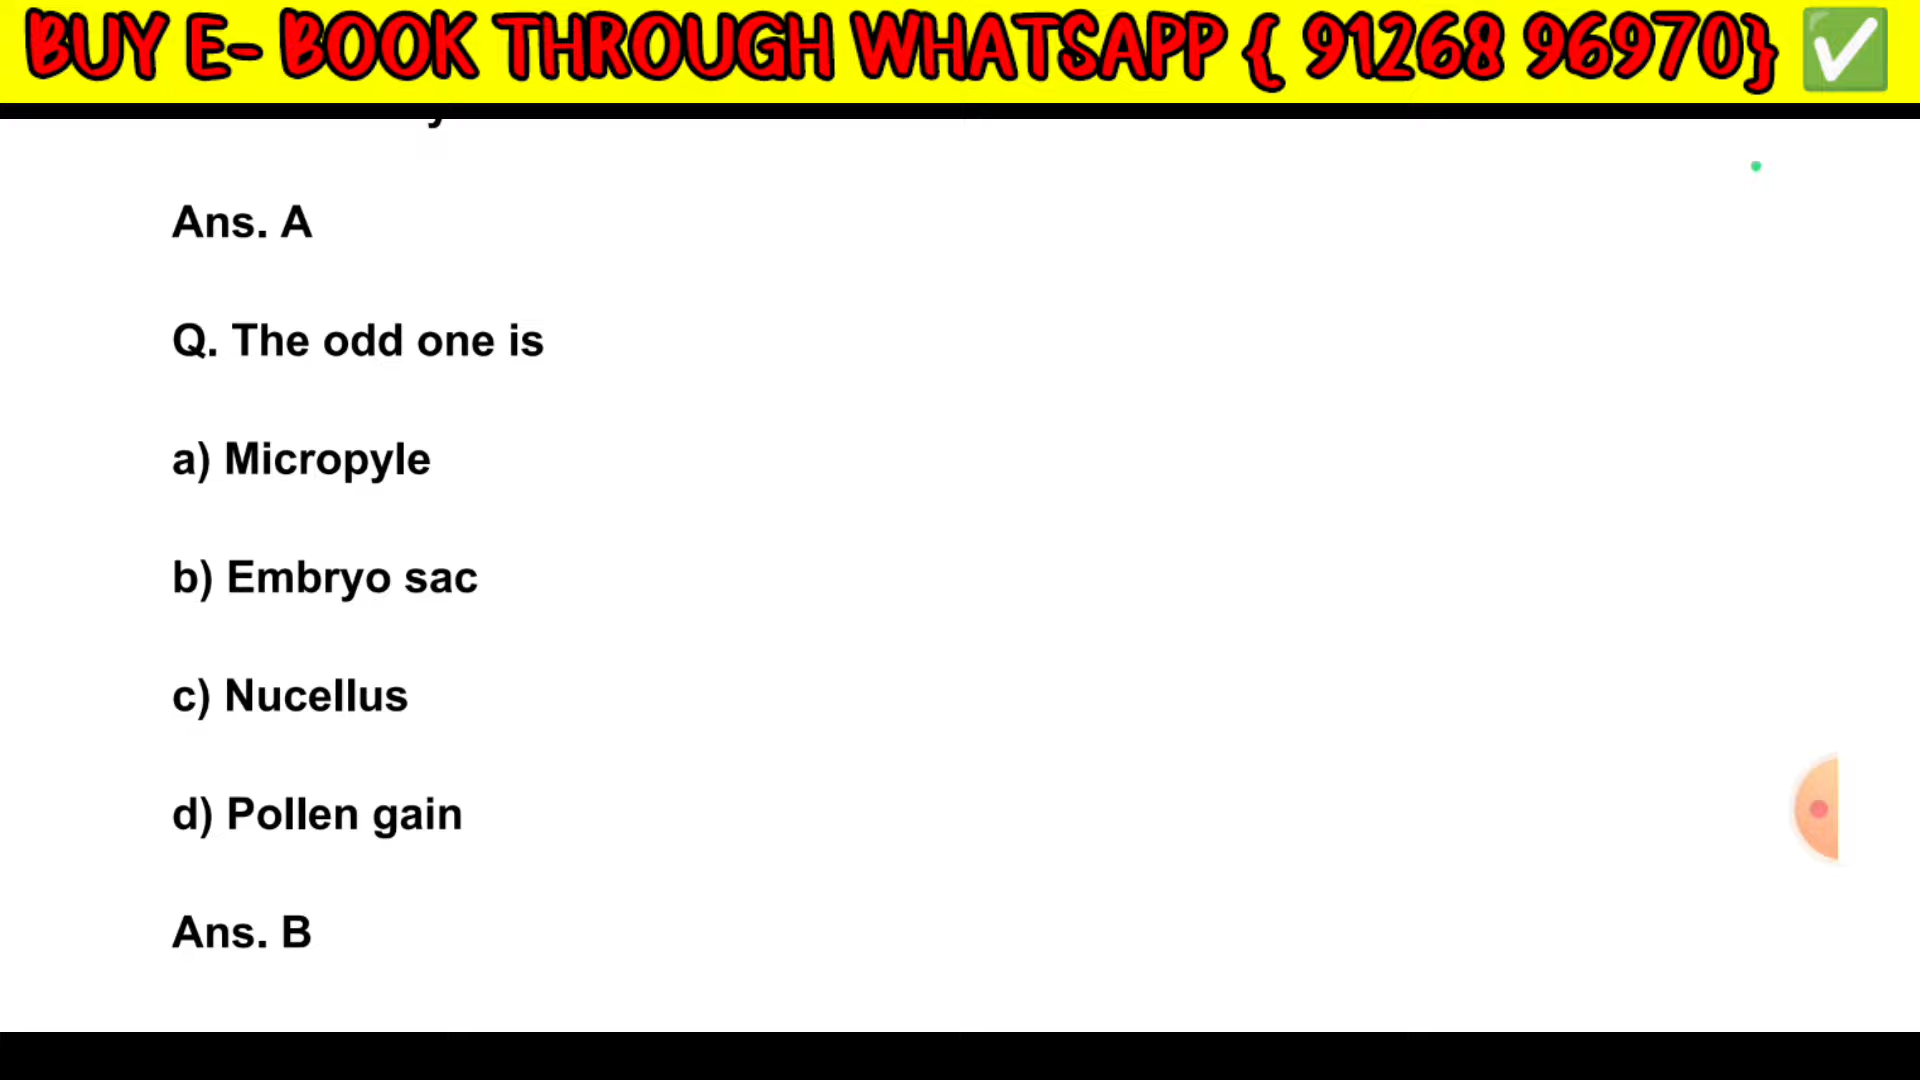 BUY E- BOOK THROUGH WHATSAPP { 91268 96970}
Ans. A
Q. The odd one is
a) Micropyle
b) Embryo sac
c) Nucellus
d) Pollen gain
Ans. B